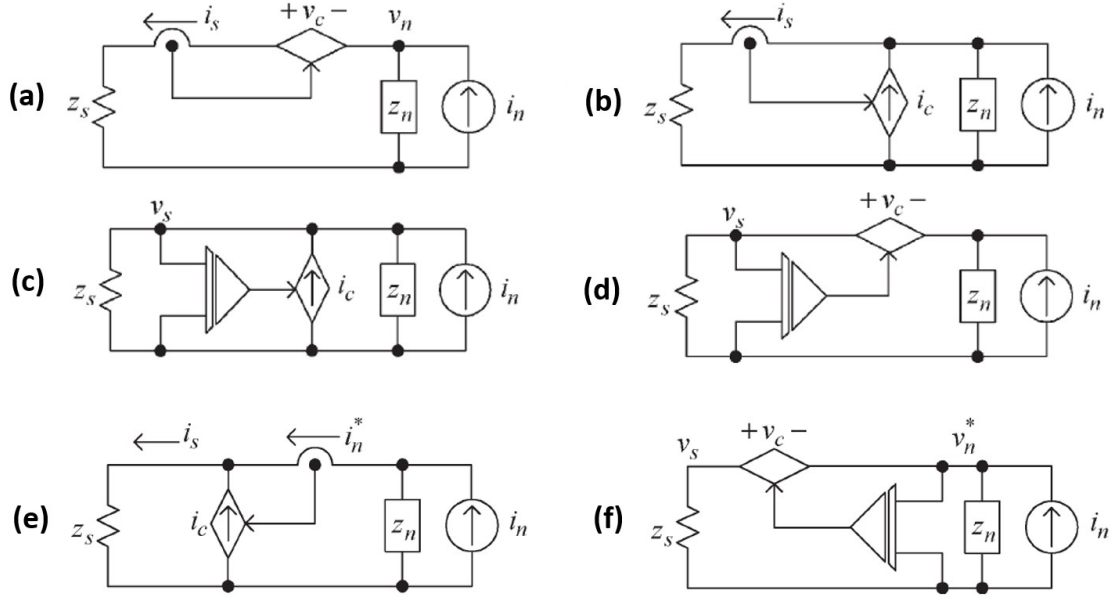 (a) z_s i_s + v_c − v_n z_n i_n
(b) z_s i_s i_c z_n i_n
(c) z_s v_s i_c z_n i_n
(d) z_s v_s + v_c − z_n i_n
(e) z_s i_s i_c i_n^* z_n i_n
(f) z_s v_s + v_c − v_n^* z_n i_n